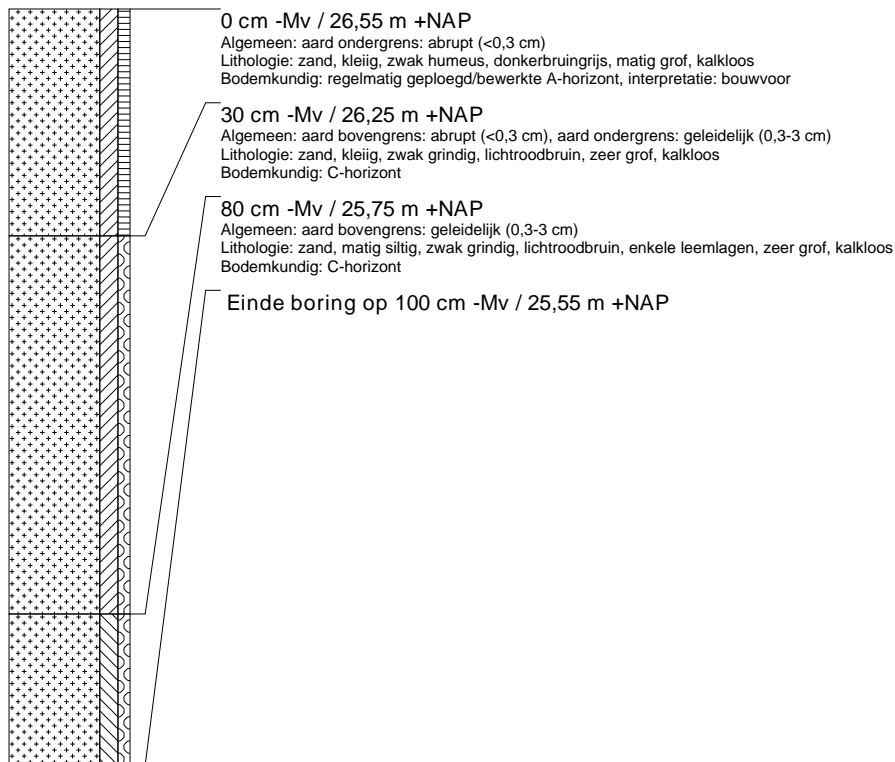 0 cm -Mv / 26,55 m +NAP
Algemeen: aard ondergrens: abrupt (<0,3 cm)
Lithologie: zand, kleiig, zwak humeus, donkerbruingrijs, matig grof, kalkloos
Bodemkundig: regelmatig geploegd/bewerkte A-horizont, interpretatie: bouwvoor
30 cm -Mv / 26,25 m +NAP
Algemeen: aard bovengrens: abrupt (<0,3 cm), aard ondergrens: geleidelijk (0,3-3 cm)
Lithologie: zand, kleiig, zwak grindig, lichtroodbruin, zeer grof, kalkloos
Bodemkundig: C-horizont
80 cm -Mv / 25,75 m +NAP
Algemeen: aard bovengrens: geleidelijk (0,3-3 cm)
Lithologie: zand, matig siltig, zwak grindig, lichtroodbruin, enkele leemlagen, zeer grof, kalkloos
Bodemkundig: C-horizont
Einde boring op 100 cm -Mv / 25,55 m +NAP